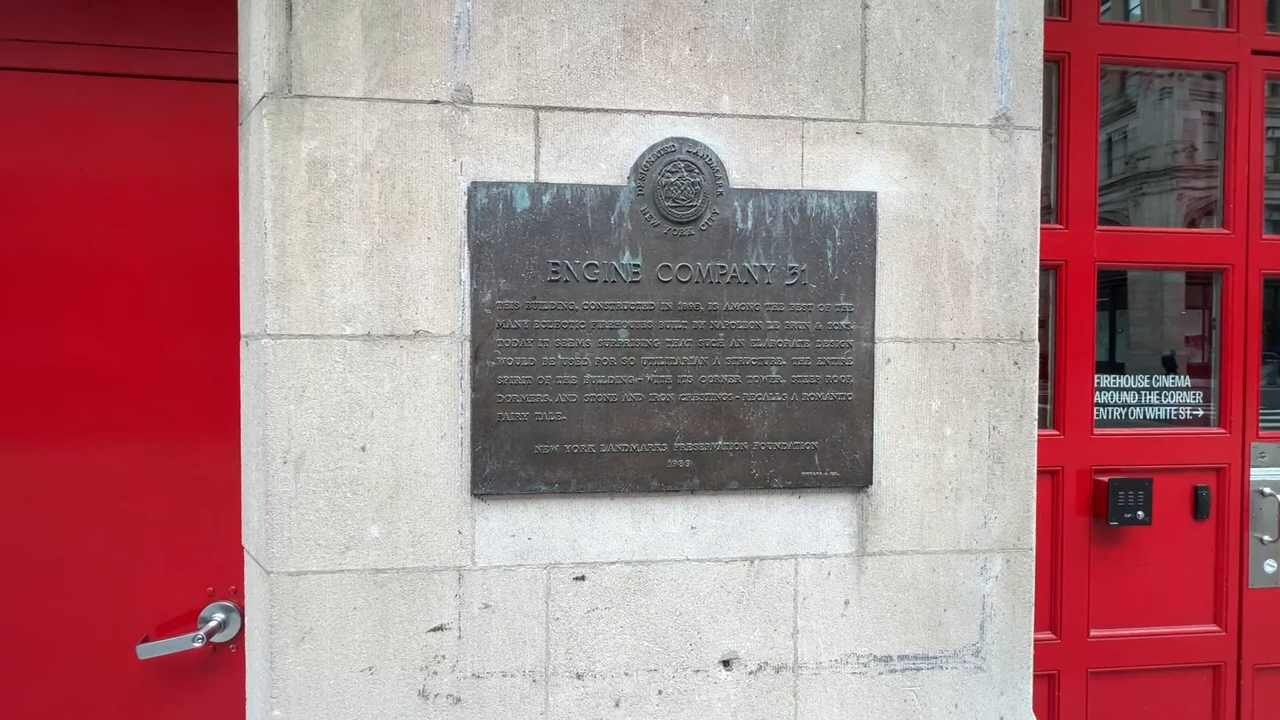 DESIGNATED LANDMARK
NEW YORK CITY
ENGINE COMPANY 31
THIS BUILDING, CONSTRUCTED IN 1895, IS AMONG THE BEST OF THE
MANY ECLECTIC FIREHOUSES BUILT BY NAPOLEON LE BRUN & SONS.
TODAY IT SEEMS SURPRISING THAT SUCH AN ELABORATE DESIGN
WOULD BE USED FOR SO UTILITARIAN A STRUCTURE. THE ENTIRE
SPIRIT OF THE BUILDING - WITH ITS CORNER TOWER, STEEP ROOF,
DORMERS, AND STONE AND IRON CRESTINGS - RECALLS A ROMANTIC
FAIRY TALE.
NEW YORK LANDMARKS PRESERVATION FOUNDATION
FIREHOUSE CINEMA
AROUND THE CORNER
ENTRY ON WHITE ST.→
Call